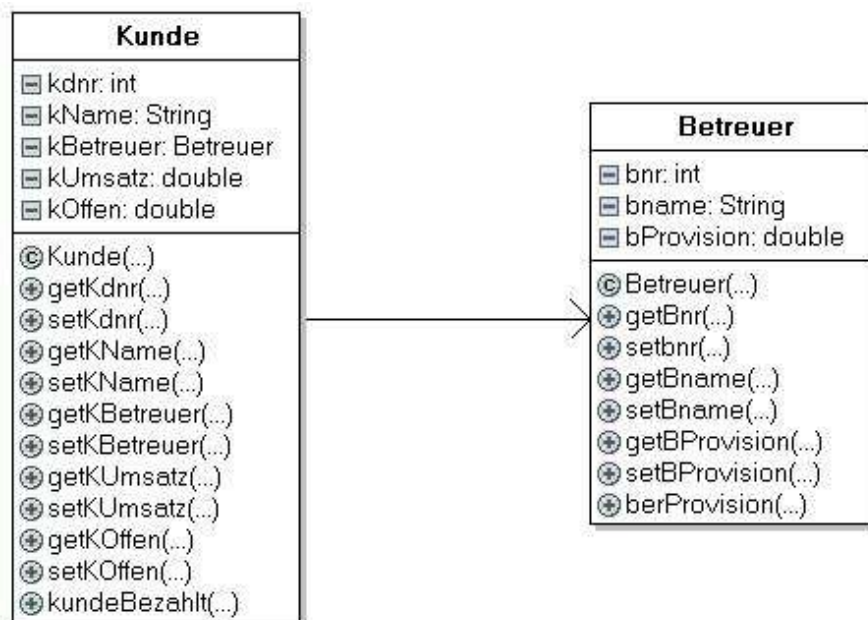 Kunde
kdnr: int
kName: String
kBetreuer: Betreuer
kUmsatz: double
kOffen: double
Kunde(...)
getKdnr(...)
setKdnr(...)
getKName(...)
setKName(...)
getKBetreuer(...)
setKBetreuer(...)
getKUmsatz(...)
setKUmsatz(...)
getKOffen(...)
setKOffen(...)
kundeBezahlt(...)
Betreuer
bnr: int
bname: String
bProvision: double
Betreuer(...)
getBnr(...)
setbnr(...)
getBname(...)
setBname(...)
getBProvision(...)
setBProvision(...)
berProvision(...)